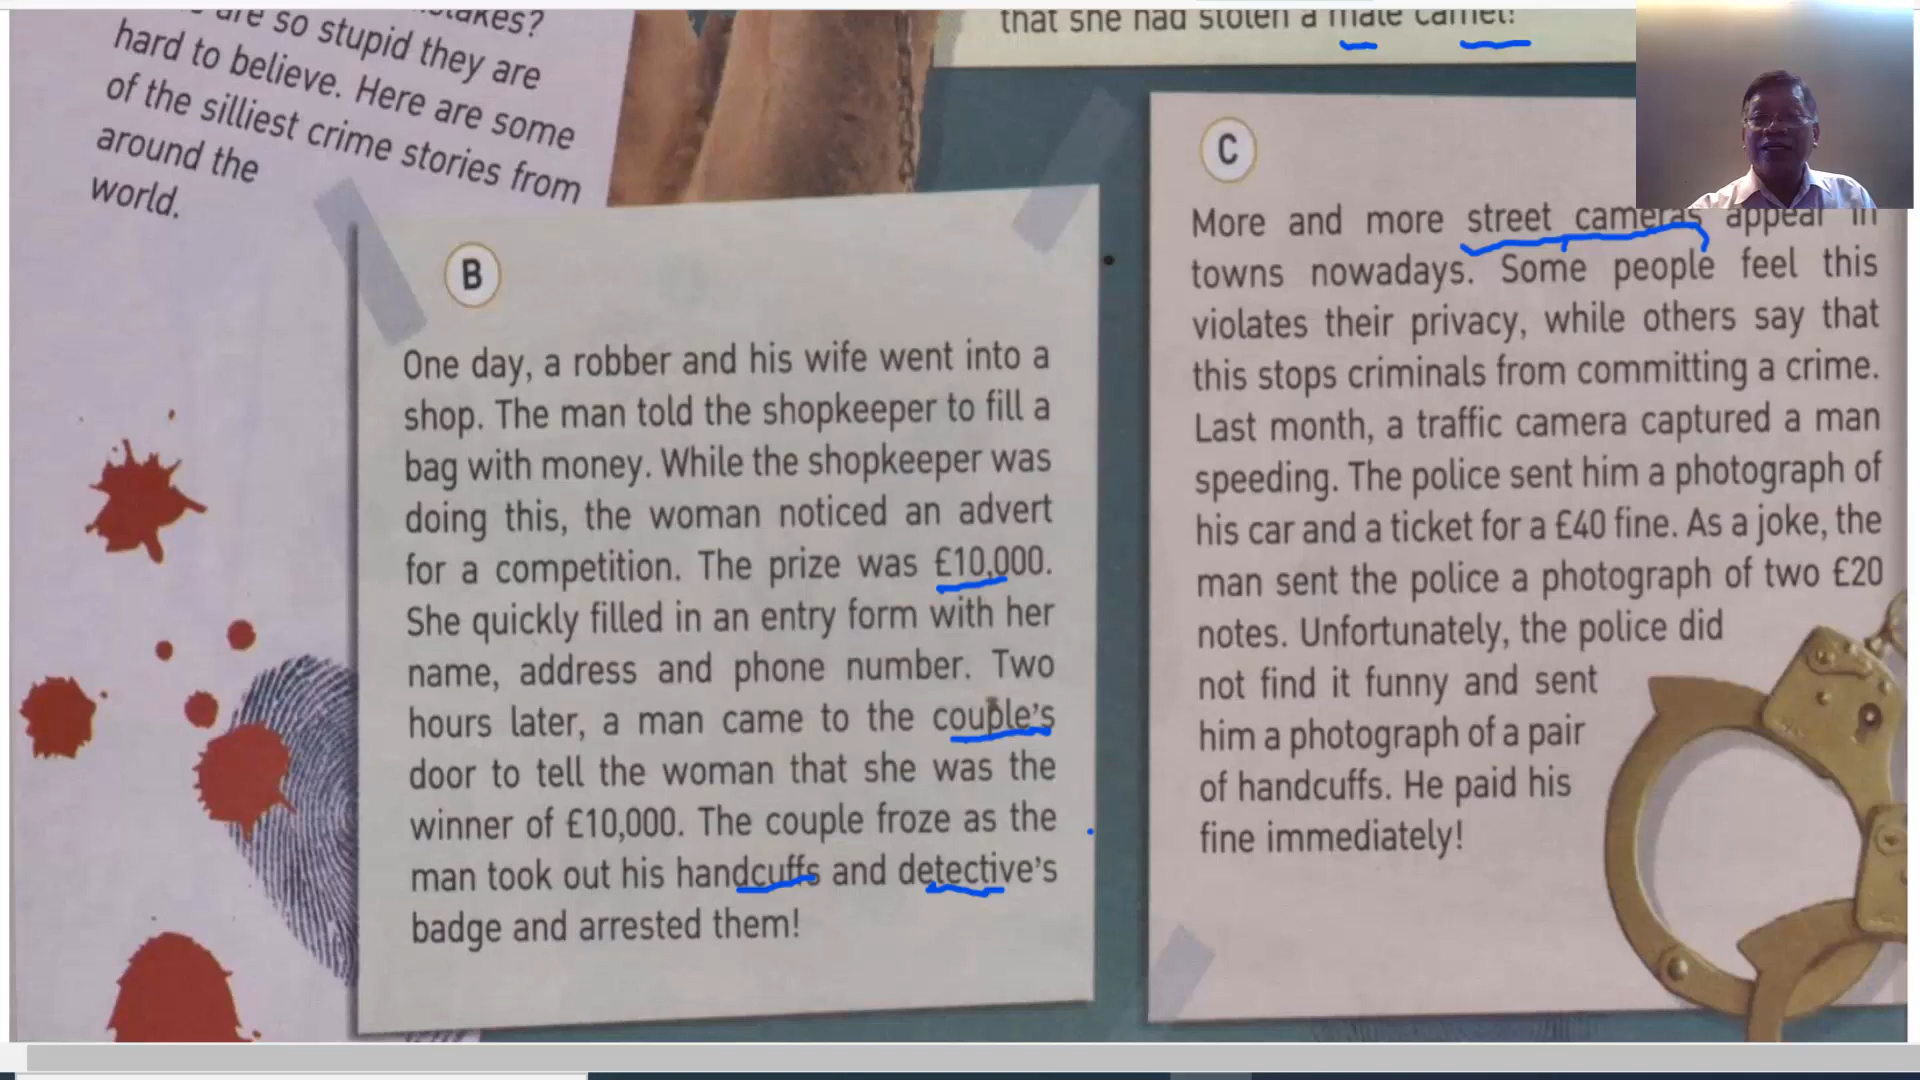 are so stupid they are
hard to believe. Here are some
of the silliest crime stories from
around the
world.
that she had stolen a male camel!
B
One day, a robber and his wife went into a
shop. The man told the shopkeeper to fill a
bag with money. While the shopkeeper was
doing this, the woman noticed an advert
for a competition. The prize was £10,000.
She quickly filled in an entry form with her
name, address and phone number. Two
hours later, a man came to the couple's
door to tell the woman that she was the
winner of £10,000. The couple froze as the
man took out his handcuffs and detective's
badge and arrested them!
C
More and more street cameras appear in
towns nowadays. Some people feel this
violates their privacy, while others say that
this stops criminals from committing a crime.
Last month, a traffic camera captured a man
speeding. The police sent him a photograph of
his car and a ticket for a £40 fine. As a joke, the
man sent the police a photograph of two £20
notes. Unfortunately, the police did
not find it funny and sent
him a photograph of a pair
of handcuffs. He paid his
fine immediately!